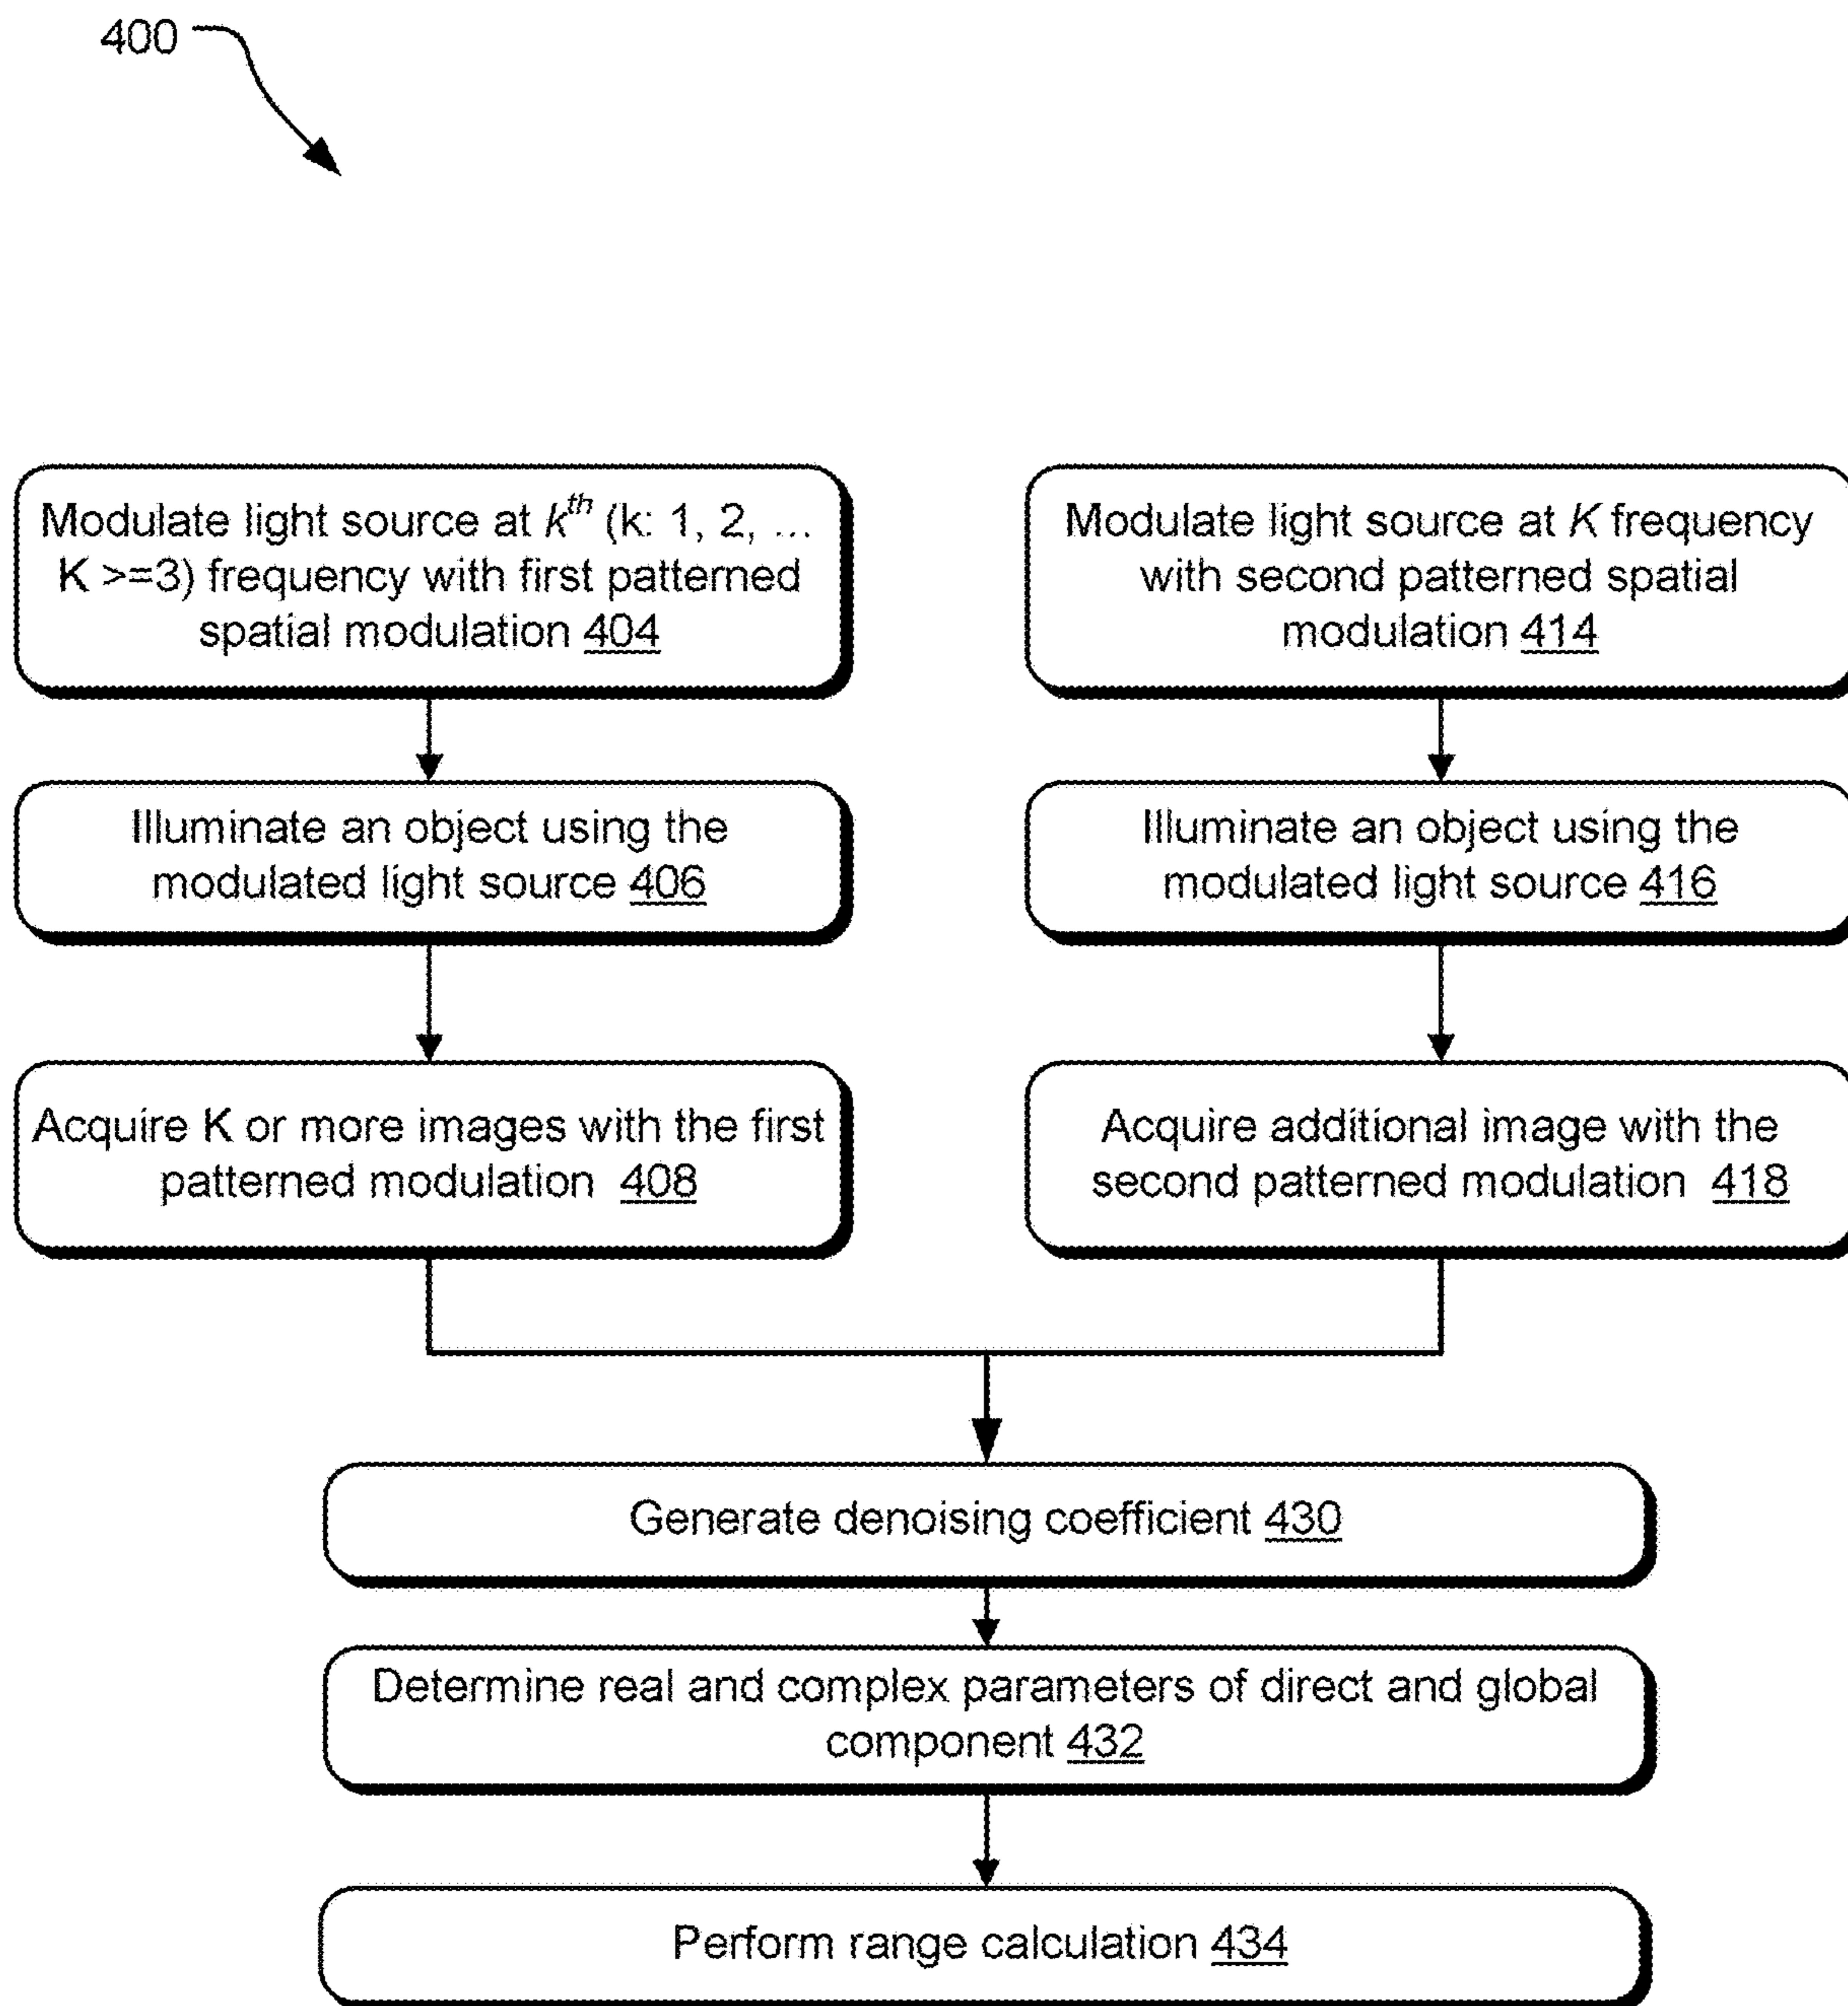 400
Modulate light source at kth (k: 1, 2, ...
K >=3) frequency with first patterned
spatial modulation 404
Modulate light source at K frequency
with second patterned spatial
modulation 414
Illuminate an object using the
modulated light source 406
Illuminate an object using the
modulated light source 416
Acquire K or more images with the first
patterned modulation 408
Acquire additional image with the
second patterned modulation 418
Generate denoising coefficient 430
Determine real and complex parameters of direct and global
component 432
Perform range calculation 434